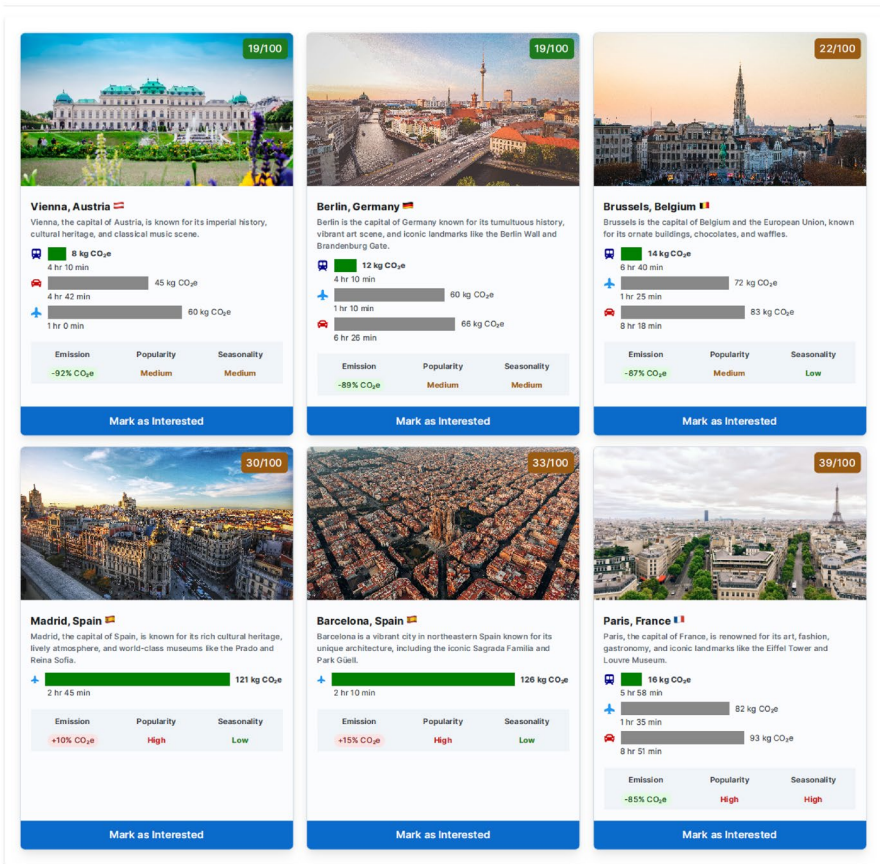 19/100
Vienna, Austria
Vienna, the capital of Austria, is known for its imperial history,
cultural heritage, and classical music scene.
8 kg CO₂e
4 hr 10 min
45 kg CO₂e
4 hr 42 min
60 kg CO₂e
1 hr 0 min
Emission Popularity Seasonality
-92% CO₂e Medium Medium
Mark as Interested
19/100
Berlin, Germany
Berlin is the capital of Germany known for its tumultuous history,
vibrant art scene, and iconic landmarks like the Berlin Wall and
Brandenburg Gate.
12 kg CO₂e
4 hr 10 min
60 kg CO₂e
1 hr 10 min
66 kg CO₂e
6 hr 26 min
Emission Popularity Seasonality
-89% CO₂e Medium Medium
Mark as Interested
22/100
Brussels, Belgium
Brussels is the capital of Belgium and the European Union, known
for its ornate buildings, chocolates, and waffles.
14 kg CO₂e
6 hr 40 min
72 kg CO₂e
1 hr 25 min
83 kg CO₂e
8 hr 18 min
Emission Popularity Seasonality
-87% CO₂e Medium Low
Mark as Interested
30/100
Madrid, Spain
Madrid, the capital of Spain, is known for its rich cultural heritage,
lively atmosphere, and world-class museums like the Prado and
Reina Sofia.
121 kg CO₂e
2 hr 45 min
Emission Popularity Seasonality
+10% CO₂e High Low
Mark as Interested
33/100
Barcelona, Spain
Barcelona is a vibrant city in northeastern Spain known for its
unique architecture, including the iconic Sagrada Familia and
Park Güell.
126 kg CO₂e
2 hr 10 min
Emission Popularity Seasonality
+15% CO₂e High Low
Mark as Interested
39/100
Paris, France
Paris, the capital of France, is renowned for its art, fashion,
gastronomy, and iconic landmarks like the Eiffel Tower and
Louvre Museum.
16 kg CO₂e
5 hr 58 min
82 kg CO₂e
1 hr 35 min
93 kg CO₂e
8 hr 51 min
Emission Popularity Seasonality
-85% CO₂e High High
Mark as Interested